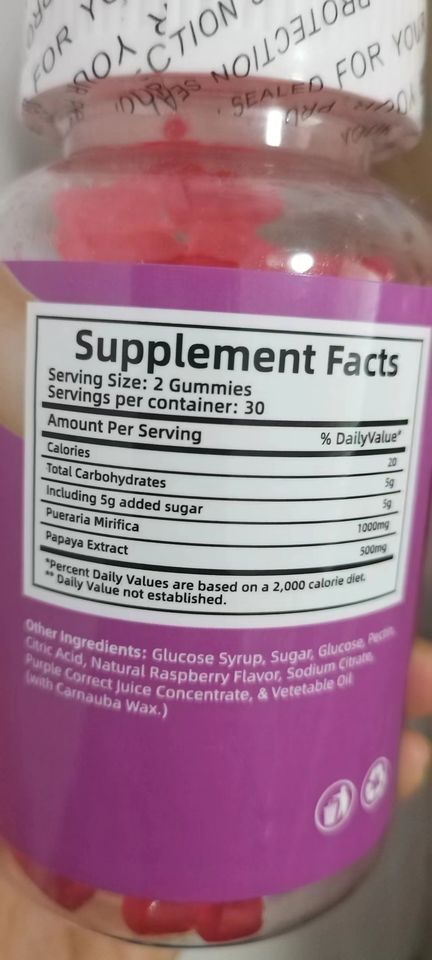 FOR YOUR
PROTECTION
SEALED FOR YOUR
Supplement Facts
Serving Size: 2 Gummies
Servings per container: 30
Amount Per Serving % DailyValue*
Calories 20
Total Carbohydrates 5g
Including 5g added sugar 5g
Pueraria Mirifica 1000mg
Papaya Extract 500mg
*Percent Daily Values are based on a 2,000 calorie diet.
** Daily Value not established.
Other Ingredients: Glucose Syrup, Sugar, Glucose, Pectin,
Citric Acid, Natural Raspberry Flavor, Sodium Citrate,
Purple Correct Juice Concentrate, & Vetetable Oil
(with Carnauba Wax.)